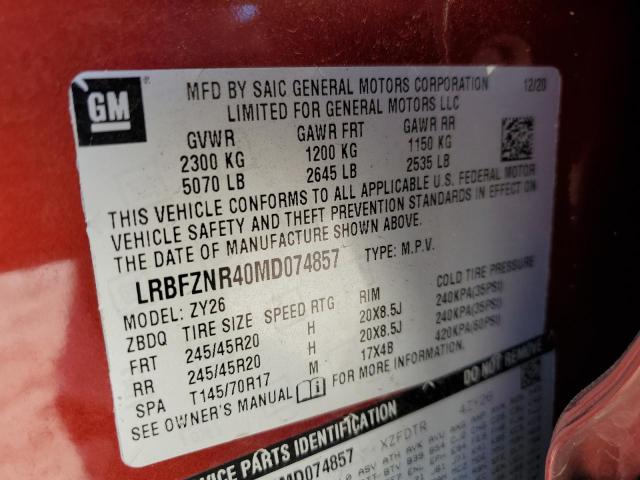 GM
MFD BY SAIC GENERAL MOTORS CORPORATION 12/20
LIMITED FOR GENERAL MOTORS LLC
GVWR GAWR FRT GAWR RR
2300 KG 1200 KG 1150 KG
5070 LB 2645 LB 2535 LB
THIS VEHICLE CONFORMS TO ALL APPLICABLE U.S. FEDERAL MOTOR
VEHICLE SAFETY AND THEFT PREVENTION STANDARDS IN EFFECT ON
THE DATE OF MANUFACTURE SHOWN ABOVE.
LRBFZNR40MD074857 TYPE: M.P.V.
MODEL: ZY26
ZBDQ TIRE SIZE SPEED RTG RIM COLD TIRE PRESSURE
FRT 245/45R20 H 20X8.5J 240KPA(35PSI)
RR 245/45R20 H 20X8.5J 240KPA(35PSI)
SPA T145/70R17 M 17X4B 420KPA(60PSI)
SEE OWNER'S MANUAL FOR MORE INFORMATION.
PARTS IDENTIFICATION DO NOT REMOVE
MD074857 XZFDTR 4ZY26